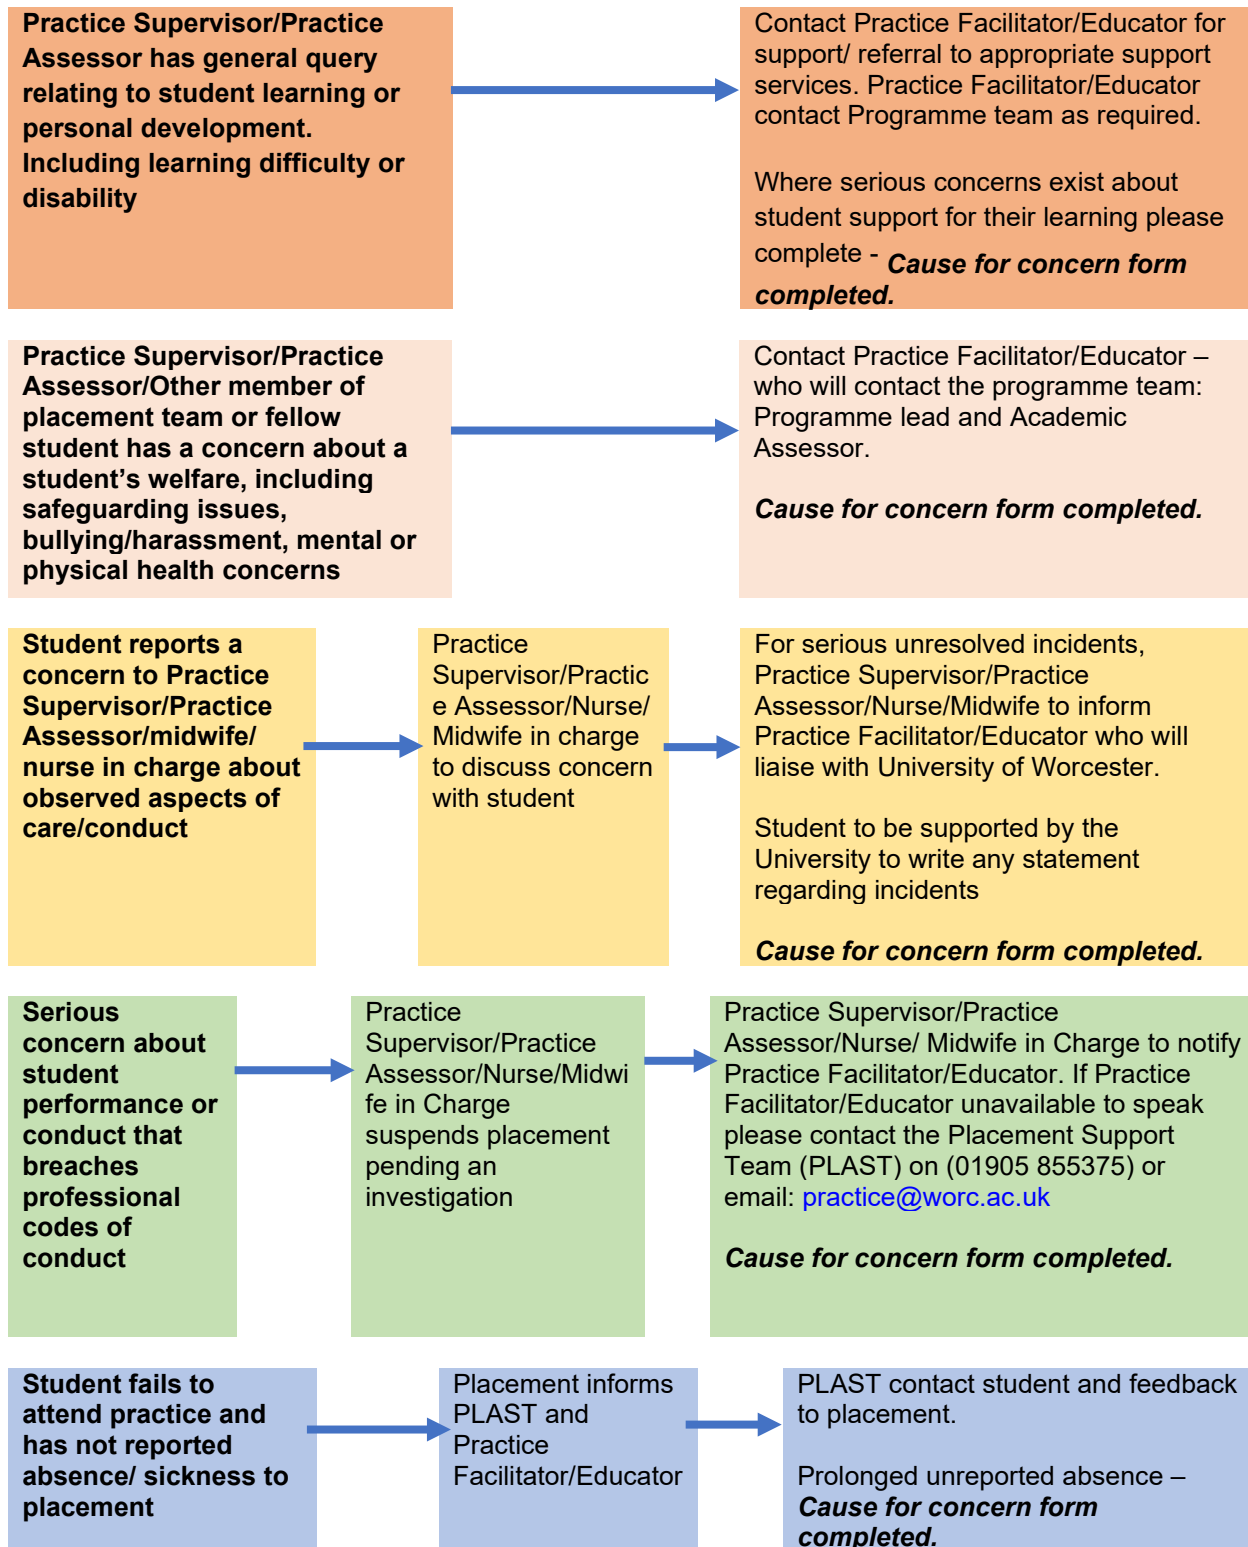 Practice Supervisor/Practice
Assessor has general query
relating to student learning or
personal development.
Including learning difficulty or
disability
Contact Practice Facilitator/Educator for
support/ referral to appropriate support
services. Practice Facilitator/Educator
contact Programme team as required.
Where serious concerns exist about
student support for their learning please
complete - Cause for concern form
completed.
Practice Supervisor/Practice
Assessor/Other member of
placement team or fellow
student has a concern about a
student’s welfare, including
safeguarding issues,
bullying/harassment, mental or
physical health concerns
Contact Practice Facilitator/Educator –
who will contact the programme team:
Programme lead and Academic
Assessor.
Cause for concern form completed.
Student reports a
concern to Practice
Supervisor/Practice
Assessor/midwife/
nurse in charge about
observed aspects of
care/conduct
Practice
Supervisor/Practic
e Assessor/Nurse/
Midwife in charge
to discuss concern
with student
For serious unresolved incidents,
Practice Supervisor/Practice
Assessor/Nurse/Midwife to inform
Practice Facilitator/Educator who will
liaise with University of Worcester.
Student to be supported by the
University to write any statement
regarding incidents
Cause for concern form completed.
Serious
concern about
student
performance or
conduct that
breaches
professional
codes of
conduct
Practice
Supervisor/Practice
Assessor/Nurse/Midwi
fe in Charge
suspends placement
pending an
investigation
Practice Supervisor/Practice
Assessor/Nurse/ Midwife in Charge to notify
Practice Facilitator/Educator. If Practice
Facilitator/Educator unavailable to speak
please contact the Placement Support
Team (PLAST) on (01905 855375) or
email: practice@worc.ac.uk
Cause for concern form completed.
Student fails to
attend practice and
has not reported
absence/ sickness to
placement
Placement informs
PLAST and
Practice
Facilitator/Educator
PLAST contact student and feedback
to placement.
Prolonged unreported absence –
Cause for concern form
completed.